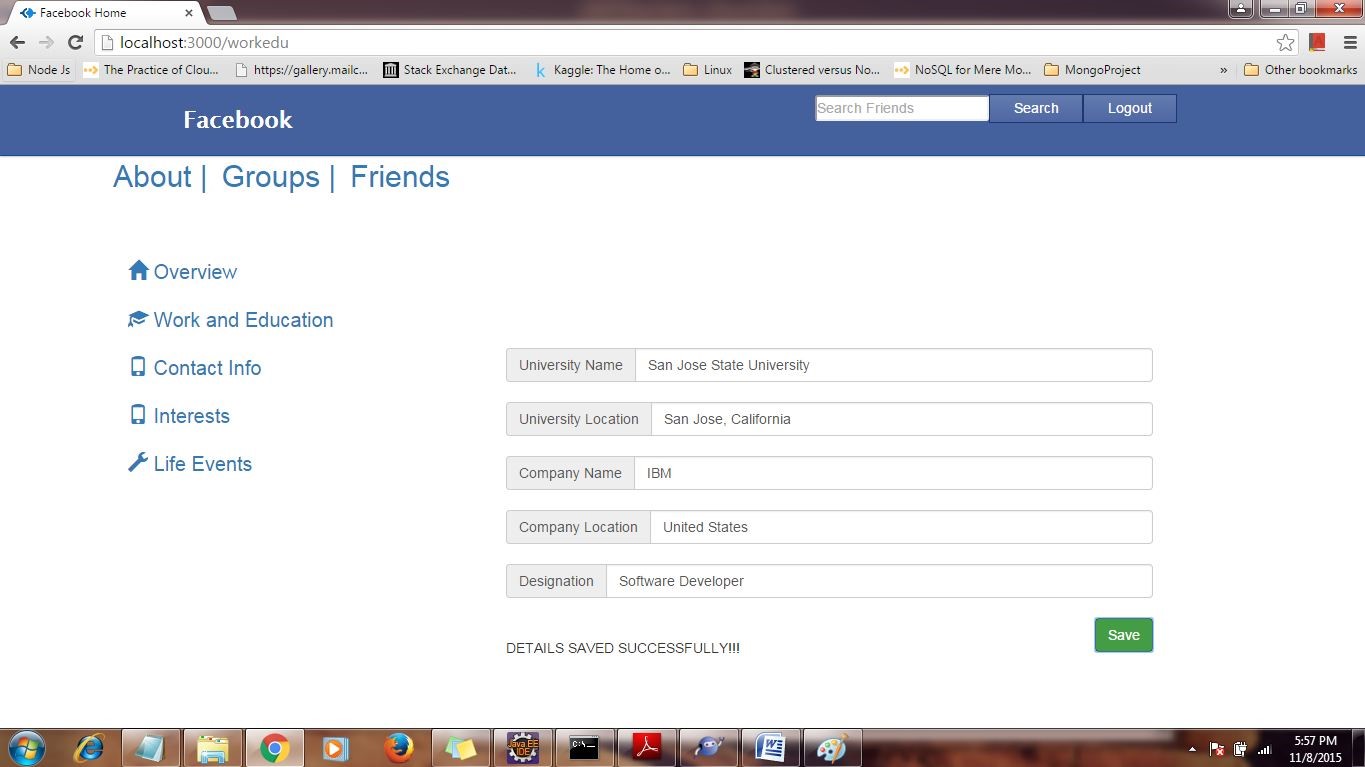 Facebook Home
localhost:3000/workedu
Node Js The Practice of Clou... https://gallery.mailc... Stack Exchange Dat... Kaggle: The Home o... Linux Clustered versus No... NoSQL for Mere Mo... MongoProject » Other bookmarks
Facebook Search Friends Search Logout
About | Groups | Friends
Overview
Work and Education
Contact Info
Interests
Life Events
University Name San Jose State University
University Location San Jose, California
Company Name IBM
Company Location United States
Designation Software Developer
Save
DETAILS SAVED SUCCESSFULLY!!!
Java EE
IDE
C:\
5:57 PM
11/8/2015